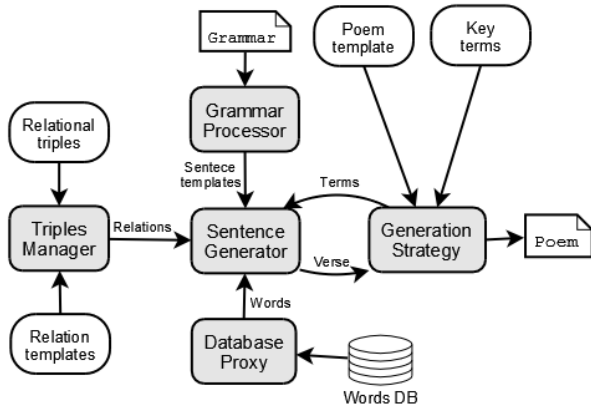 Grammar
Poem
template
Key
terms
Relational
triples
Grammar
Processor
Sentece
templates
Terms
Triples
Manager
Relations
Sentence
Generator
Generation
Strategy
Poem
Verse
Words
Relation
templates
Database
Proxy
Words DB